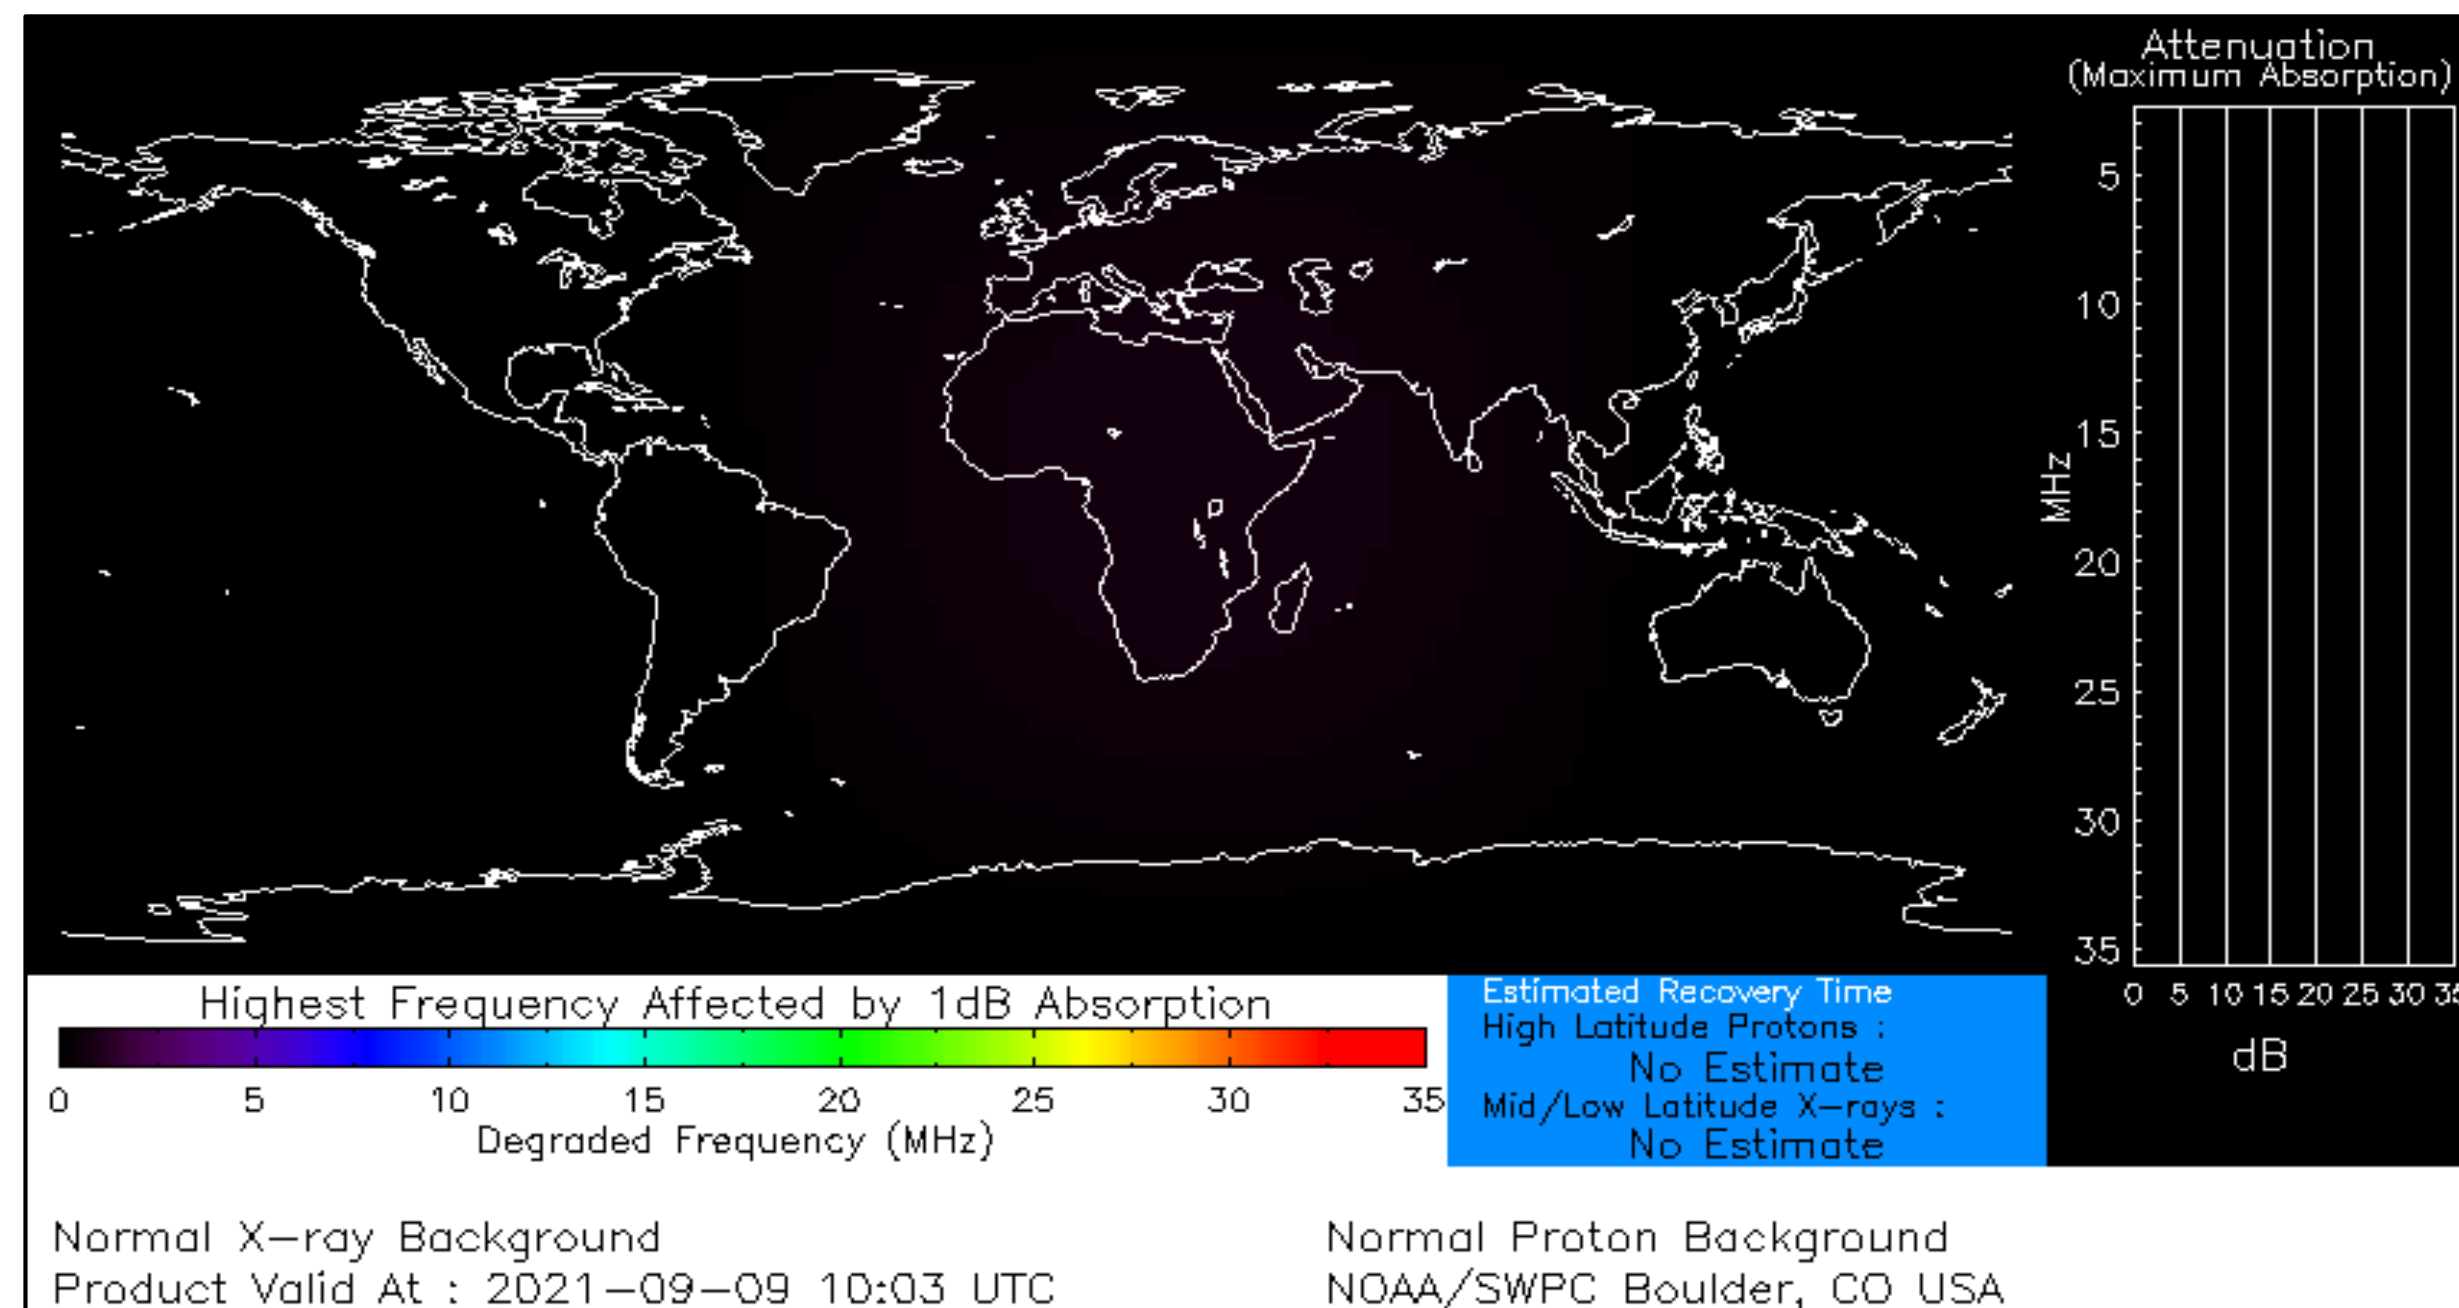 Attenuation
(Maximum Absorption)
5
10
15
20
25
30
35
MHz
0 5 10 15 20 25 30
dB
Highest Frequency Affected by 1dB Absorption
0 5 10 15 20 25 30 35
Degraded Frequency (MHz)
Estimated Recovery Time
High Latitude Protons :
No Estimate
Mid/Low Latitude X-rays :
No Estimate
Normal X-ray Background
Product Valid At : 2021-09-09 10:03 UTC
Normal Proton Background
NOAA/SWPC Boulder, CO USA